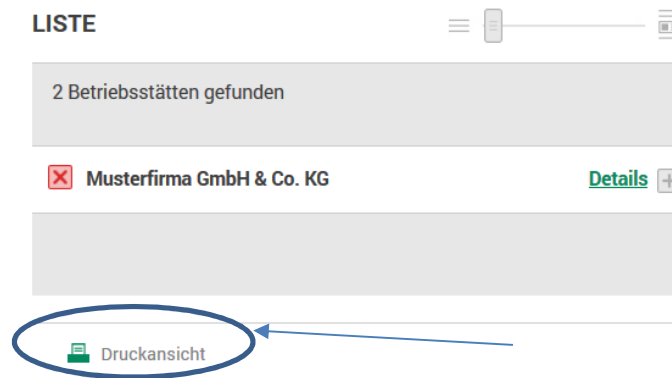 LISTE
2 Betriebsstätten gefunden
Musterfirma GmbH & Co. KG Details
Druckansicht